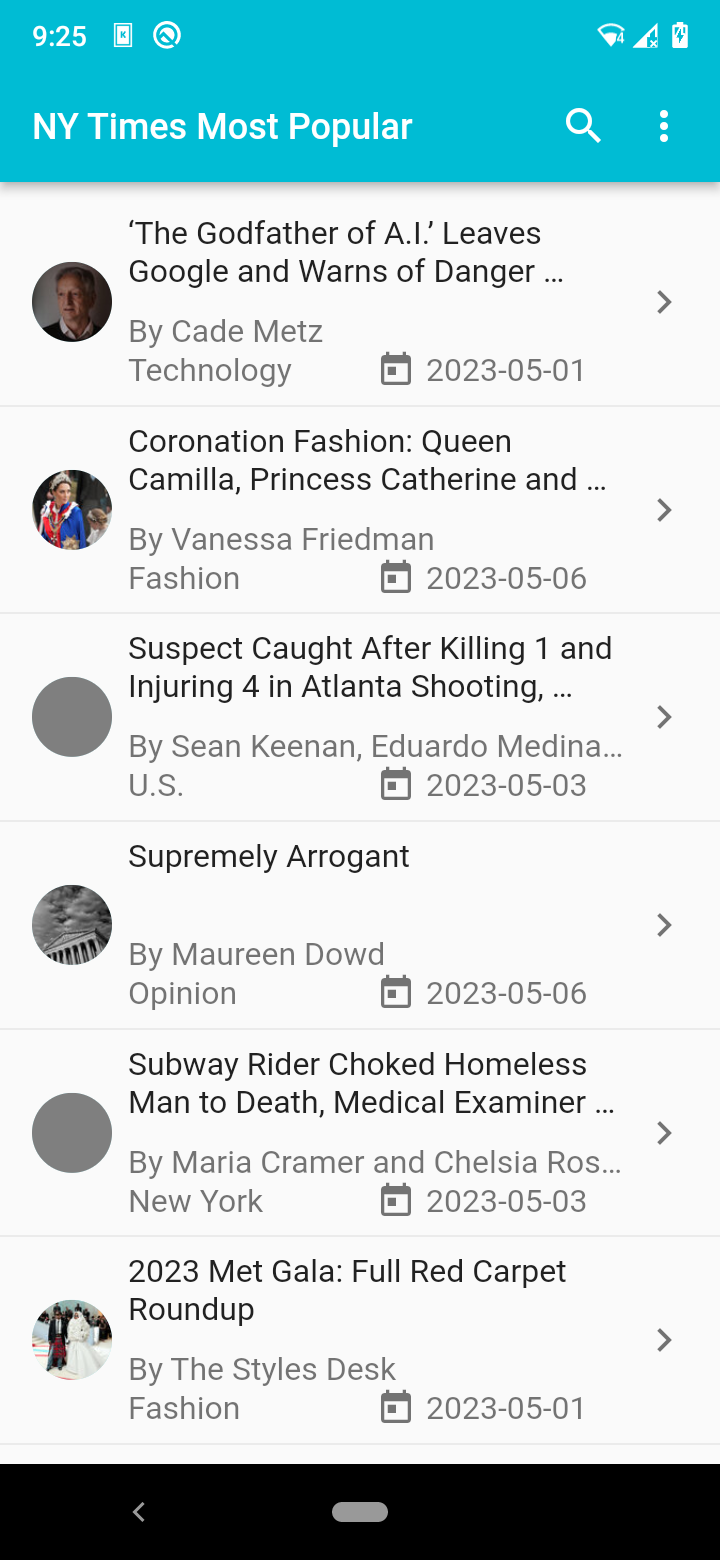 9:25
NY Times Most Popular
‘The Godfather of A.I.’ Leaves
Google and Warns of Danger …
By Cade Metz
Technology 2023-05-01
Coronation Fashion: Queen
Camilla, Princess Catherine and …
By Vanessa Friedman
Fashion 2023-05-06
Suspect Caught After Killing 1 and
Injuring 4 in Atlanta Shooting, …
By Sean Keenan, Eduardo Medina…
U.S. 2023-05-03
Supremely Arrogant
By Maureen Dowd
Opinion 2023-05-06
Subway Rider Choked Homeless
Man to Death, Medical Examiner …
By Maria Cramer and Chelsia Ros…
New York 2023-05-03
2023 Met Gala: Full Red Carpet
Roundup
By The Styles Desk
Fashion 2023-05-01